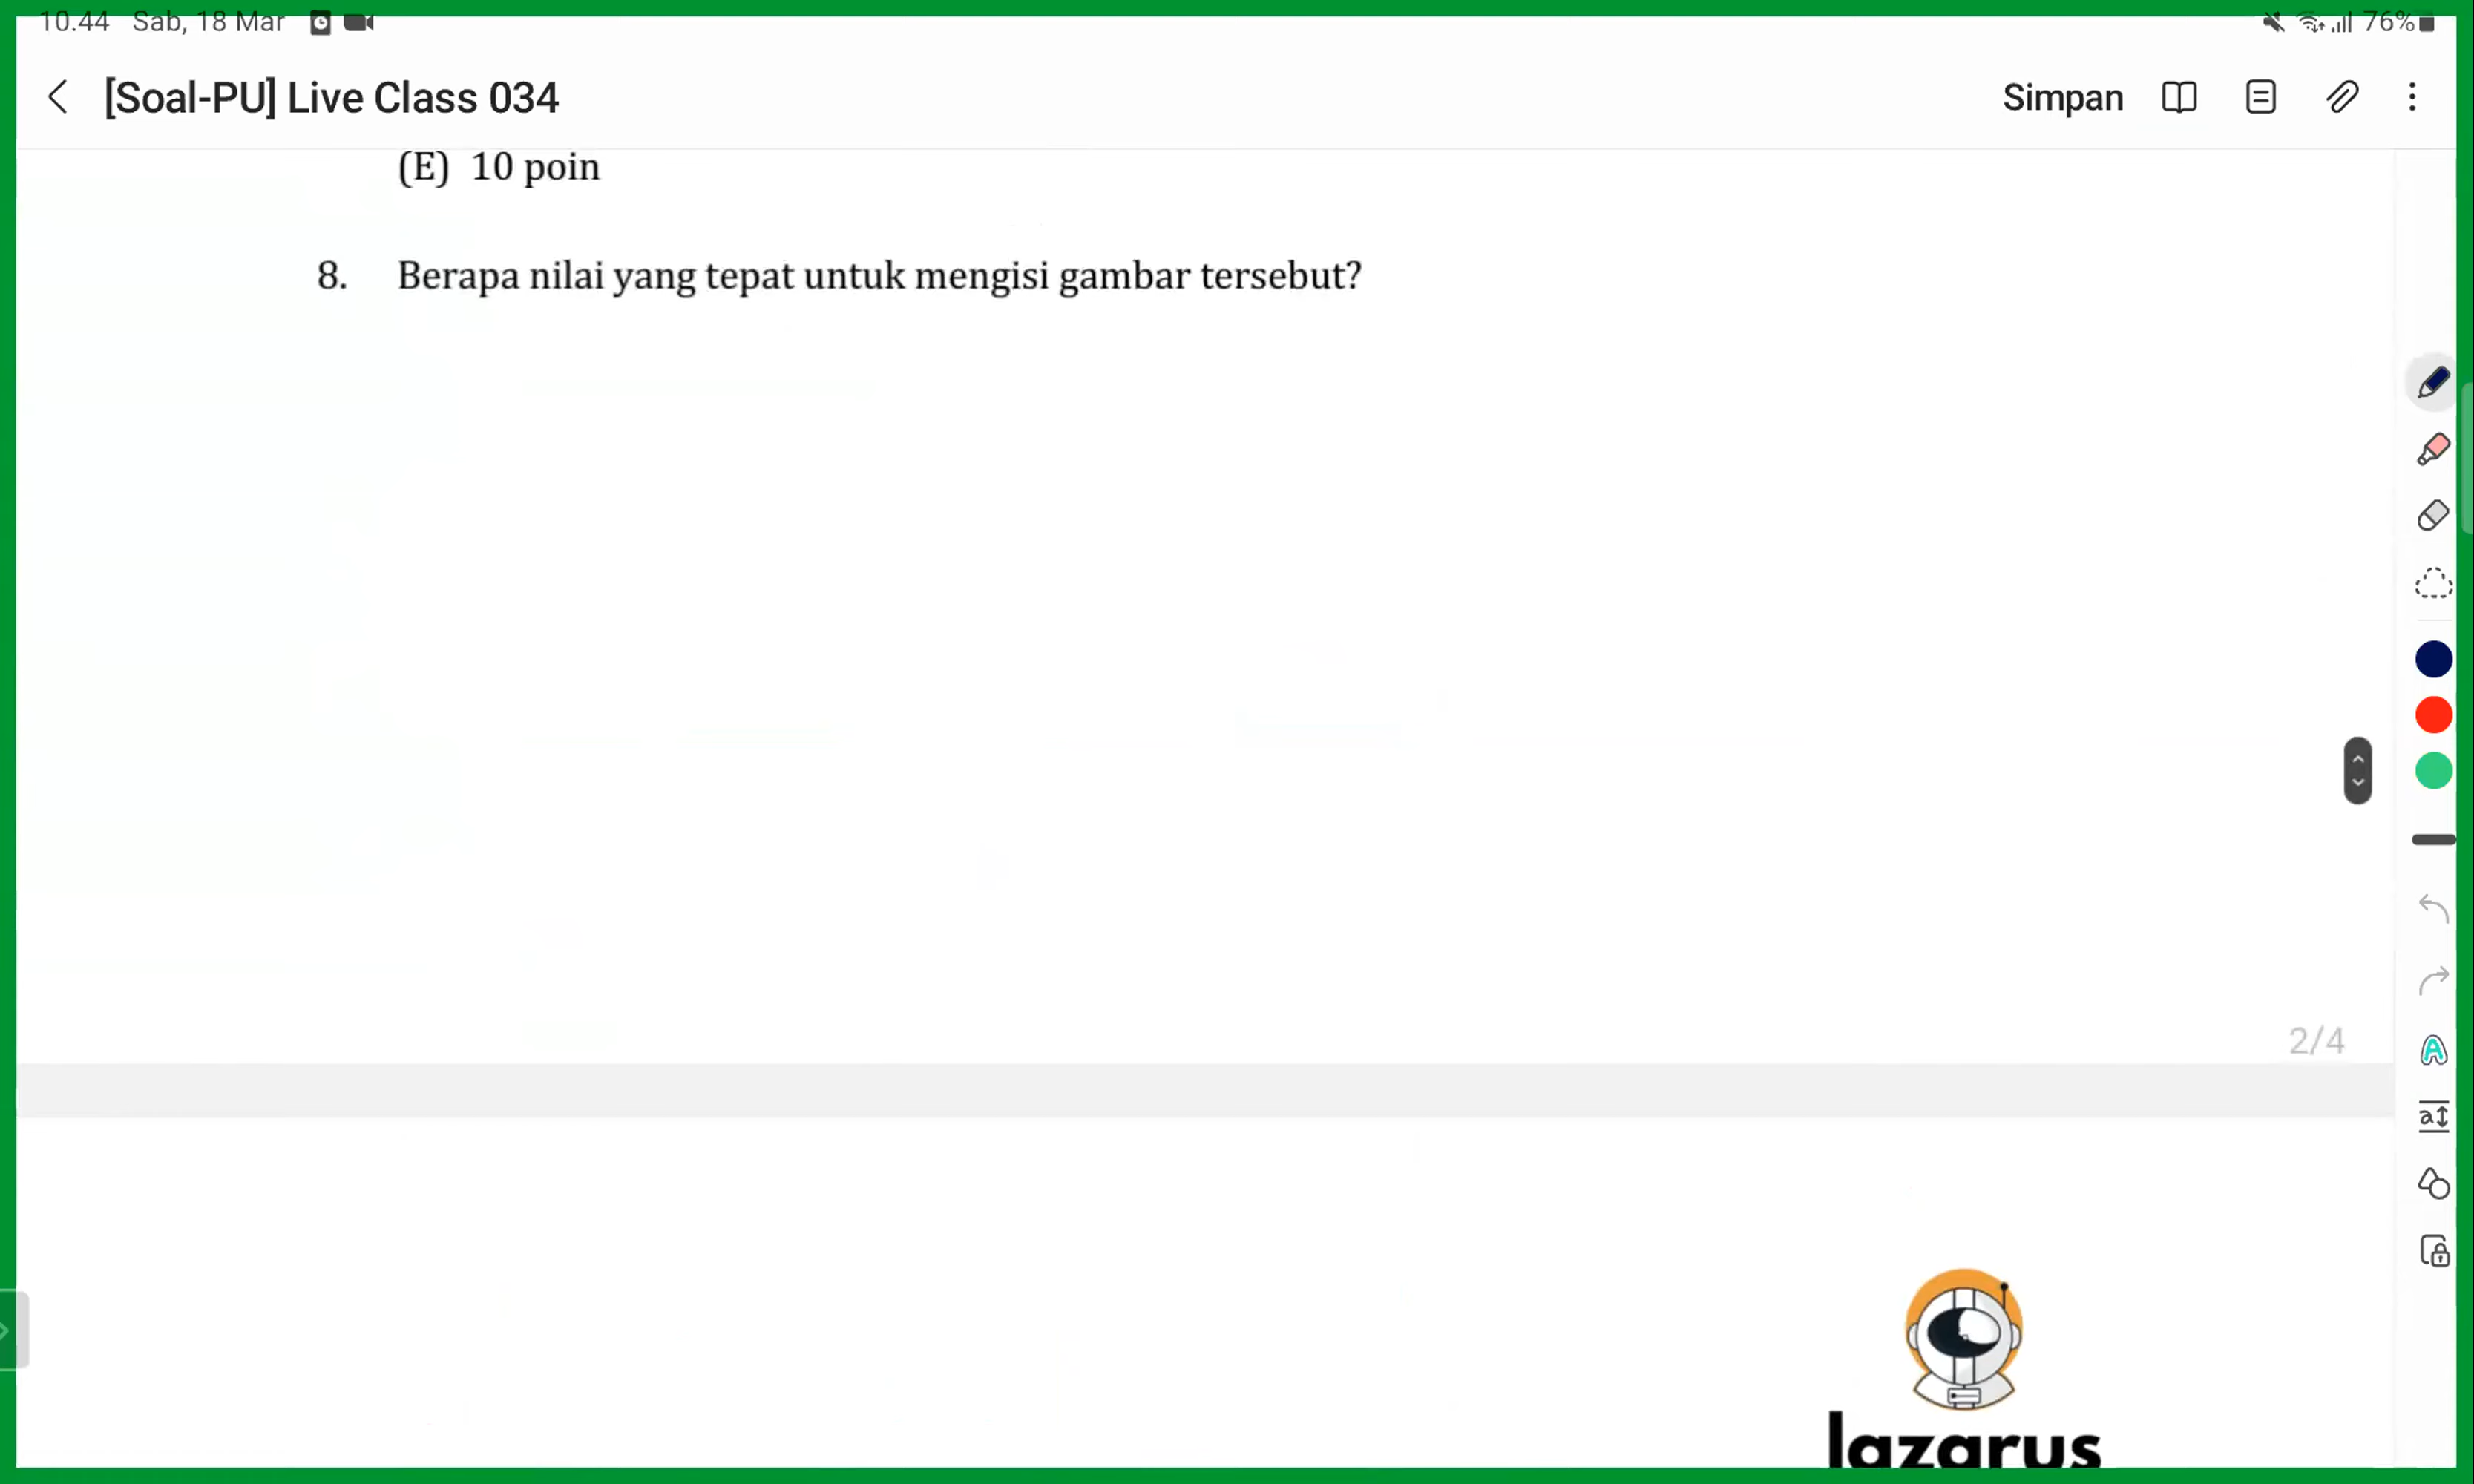 10.44 Sab, 18 Mar
76%
[Soal-PU] Live Class 034
Simpan
(E) 10 poin
8. Berapa nilai yang tepat untuk mengisi gambar tersebut?
2/4
lazarus